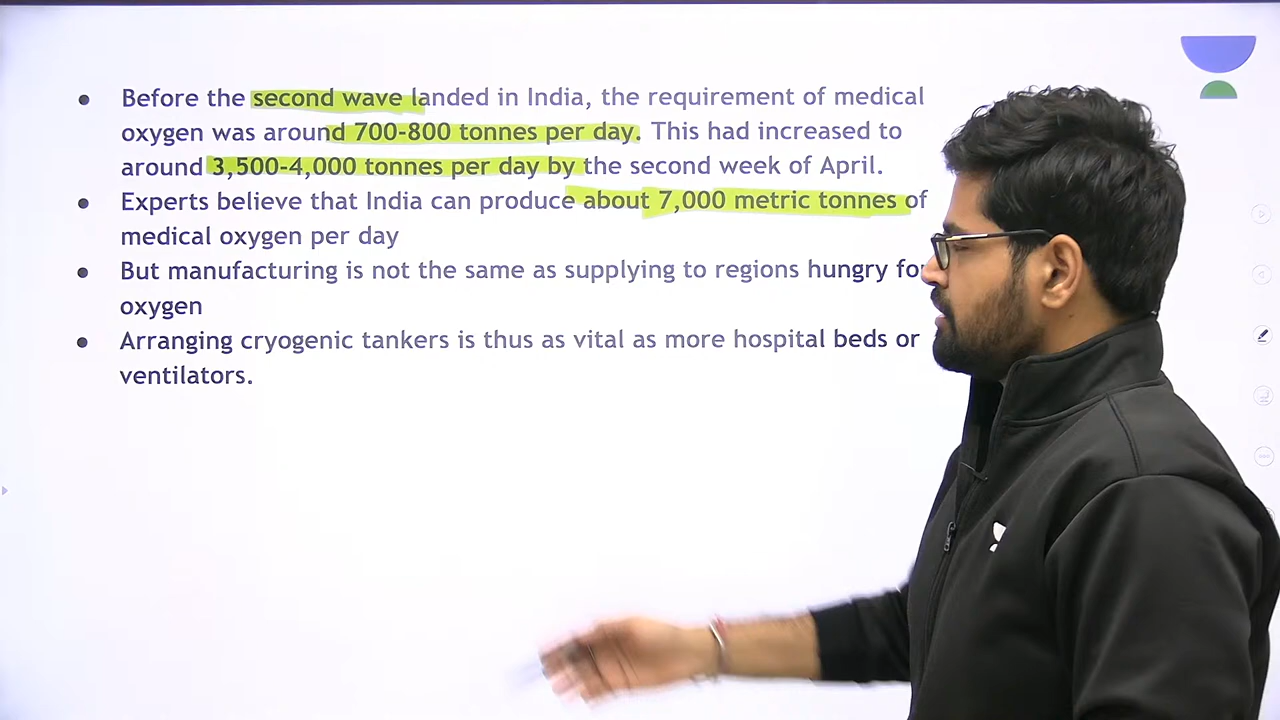 Before the second wave landed in India, the requirement of medical
oxygen was around 700-800 tonnes per day. This had increased to
around 3,500-4,000 tonnes per day by the second week of April.
Experts believe that India can produce about 7,000 metric tonnes of
medical oxygen per day
But manufacturing is not the same as supplying to regions hungry for
oxygen
Arranging cryogenic tankers is thus as vital as more hospital beds or
ventilators.